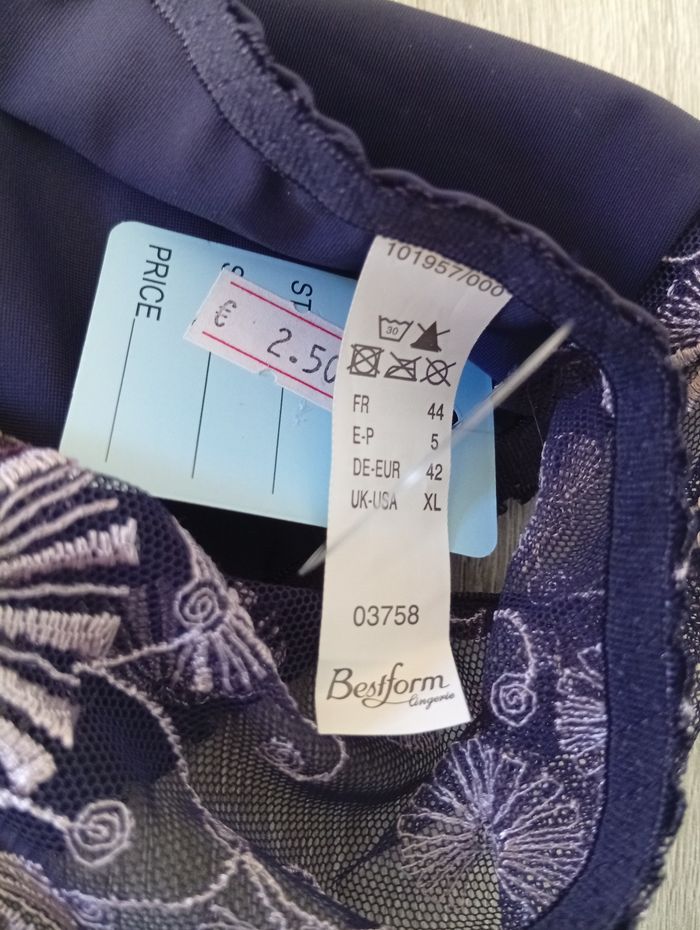 PRICE
€ 2.50
101957/000
30
FR 44
E-P 5
DE-EUR 42
UK-USA XL
03758
Bestform
lingerie